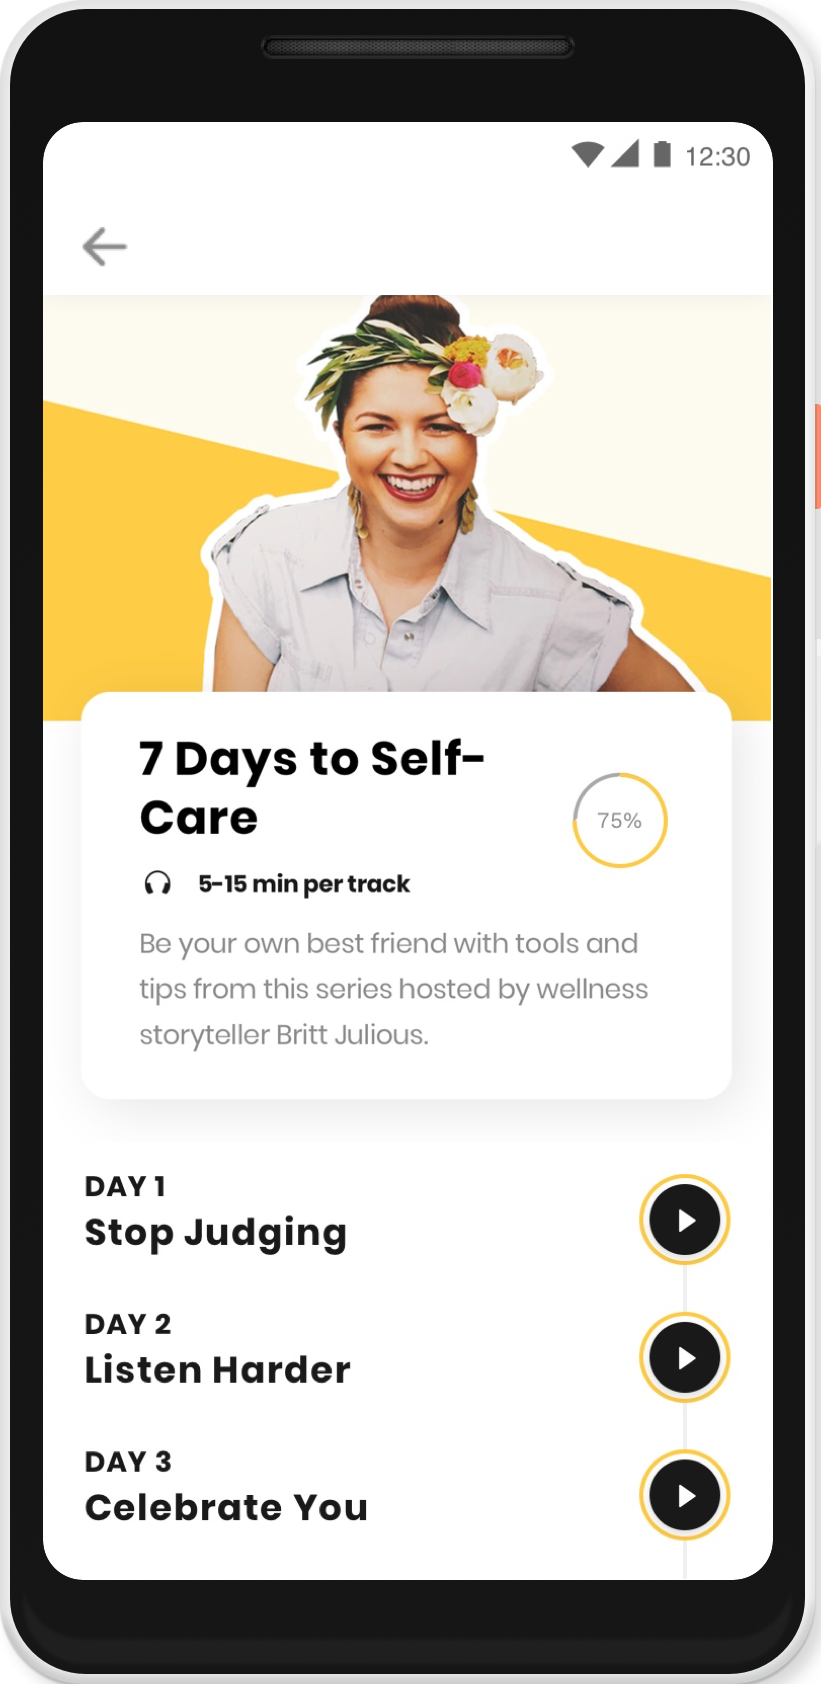 12:30
7 Days to Self-
Care
75%
5-15 min per track
Be your own best friend with tools and
tips from this series hosted by wellness
storyteller Britt Julious.
DAY 1
Stop Judging
DAY 2
Listen Harder
DAY 3
Celebrate You